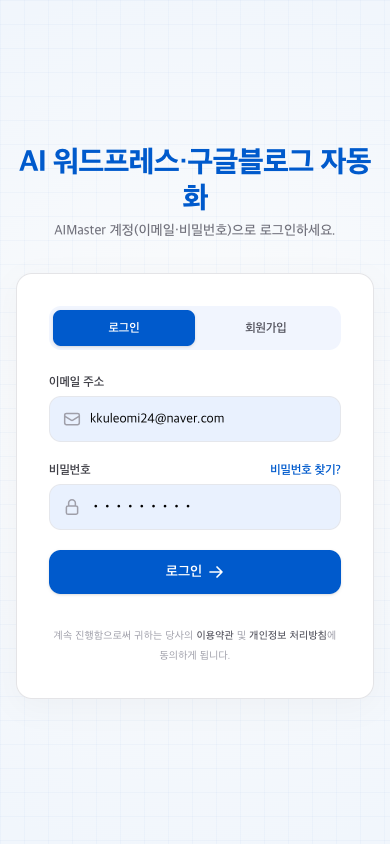 AI 워드프레스·구글블로그 자동
화
AIMaster 계정(이메일·비밀번호)으로 로그인하세요.
로그인
회원가입
이메일 주소
kkuleomi24@naver.com
비밀번호
비밀번호 찾기?
•••••••••
로그인 →
계속 진행함으로써 귀하는 당사의 이용약관 및 개인정보 처리방침에
동의하게 됩니다.